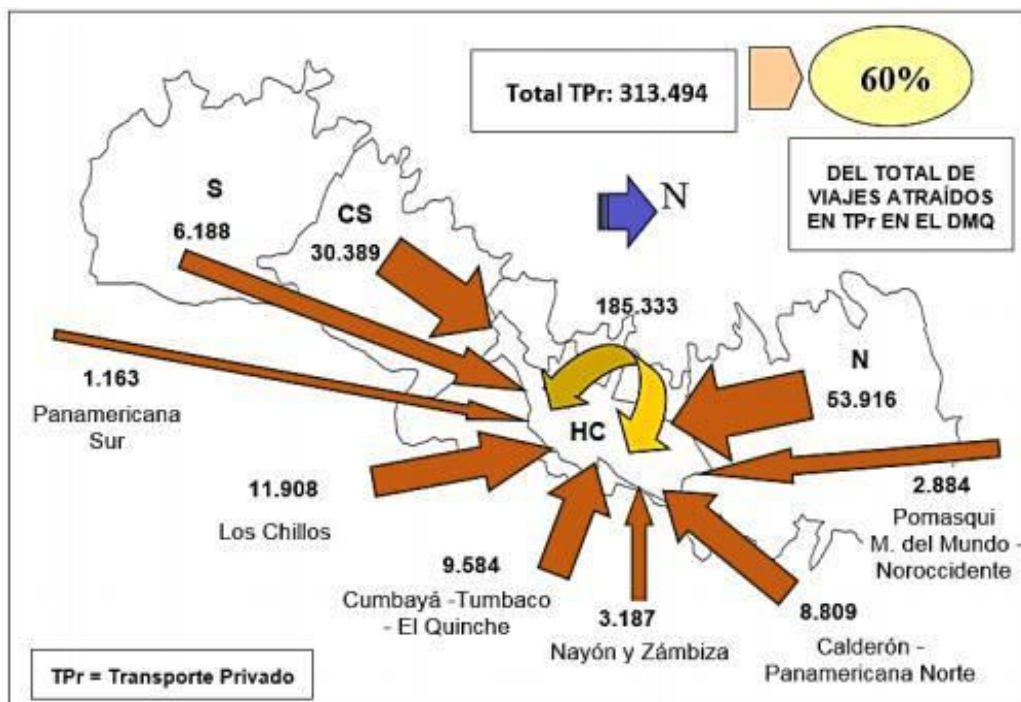 Total TPr: 313.494
60%
DEL TOTAL DE
VIAJES ATRAÍDOS
EN TPr EN EL DMQ
N
S
6.188
CS
30.389
185.333
N
53.916
HC
1.163
Panamericana
Sur
11.908
Los Chillos
9.584
Cumbayá -Tumbaco
- El Quinche
3.187
Nayón y Zámbiza
2.884
Pomasqui
M. del Mundo -
Noroccidente
8.809
Calderón -
Panamericana Norte
TPr = Transporte Privado